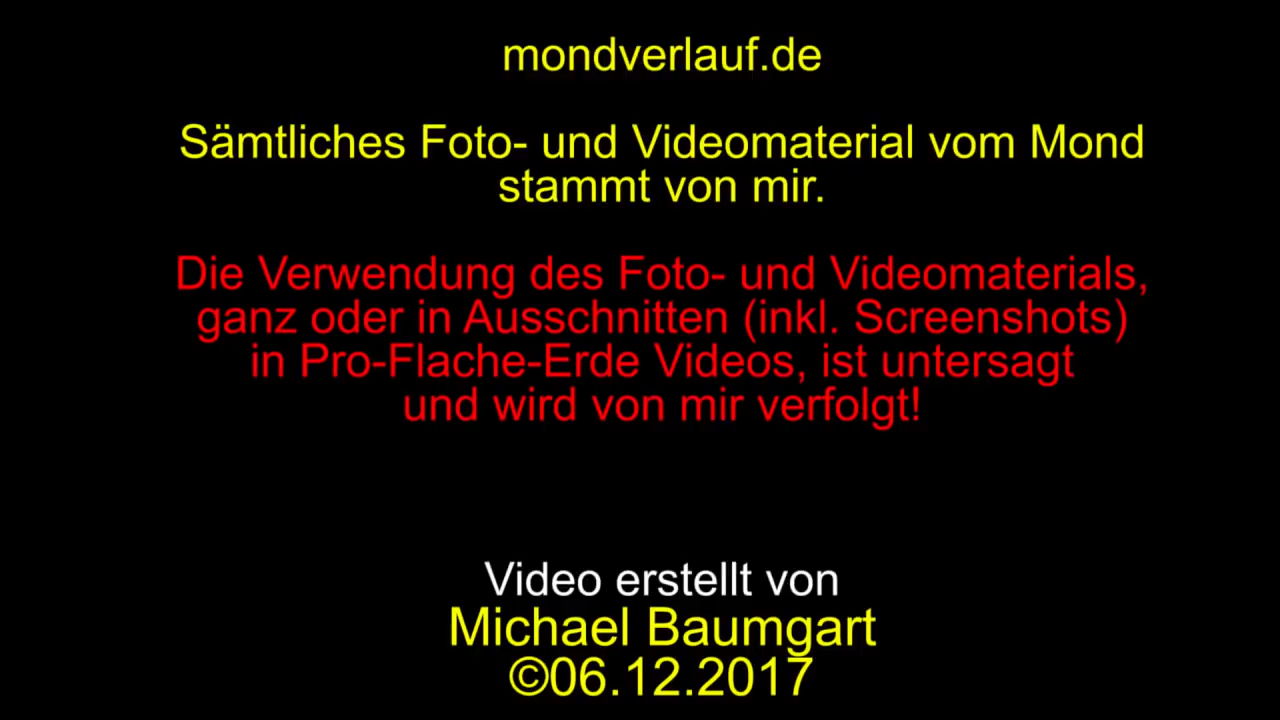 mondverlauf.de
Sämtliches Foto- und Videomaterial vom Mond
stammt von mir.
Die Verwendung des Foto- und Videomaterials,
ganz oder in Ausschnitten (inkl. Screenshots)
in Pro-Flache-Erde Videos, ist untersagt
und wird von mir verfolgt!
Video erstellt von
Michael Baumgart
©06.12.2017